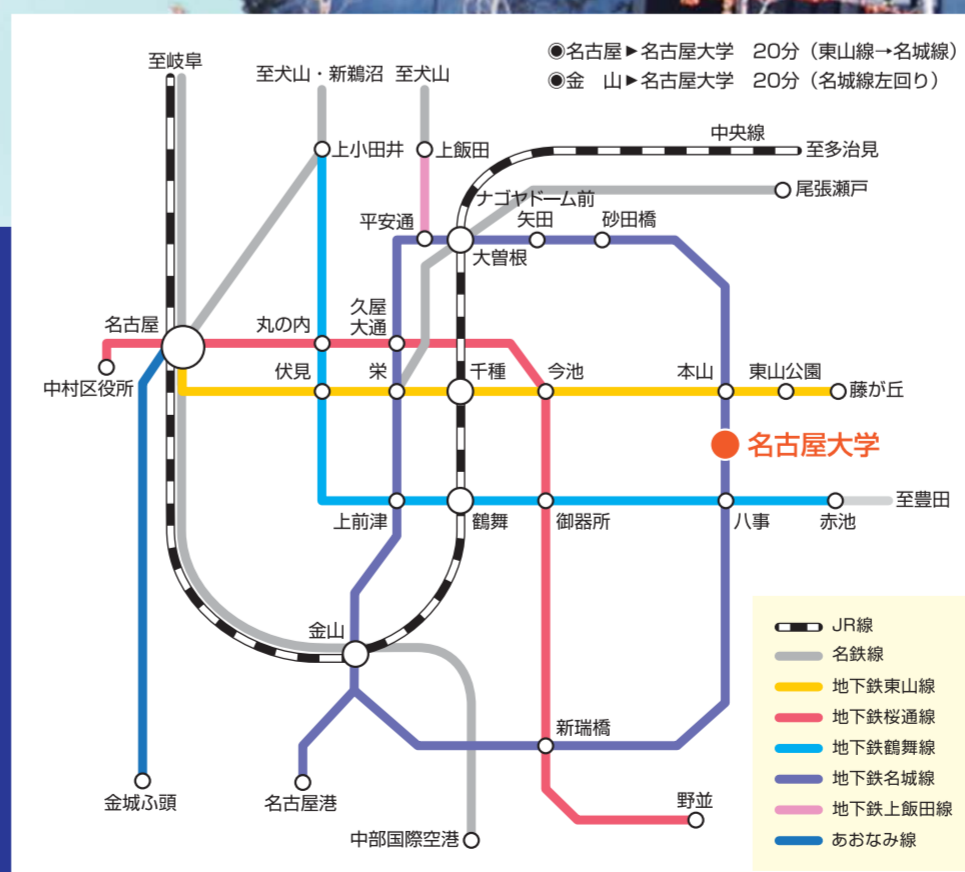 ◉名古屋▶名古屋大学　20分（東山線→名城線）
◉金　山▶名古屋大学　20分（名城線左回り）
至岐阜
至犬山・新鵜沼
至犬山
中央線
上小田井
上飯田
至多治見
尾張瀬戸
ナゴヤドーム前
矢田
砂田橋
平安通
大曽根
名古屋
丸の内
久屋
大通
中村区役所
伏見
栄
千種
今池
本山
東山公園
藤が丘
名古屋大学
上前津
鶴舞
御器所
八事
赤池
至豊田
金山
新瑞橋
金城ふ頭
名古屋港
中部国際空港
野並
JR線
名鉄線
地下鉄東山線
地下鉄桜通線
地下鉄鶴舞線
地下鉄名城線
地下鉄上飯田線
あおなみ線